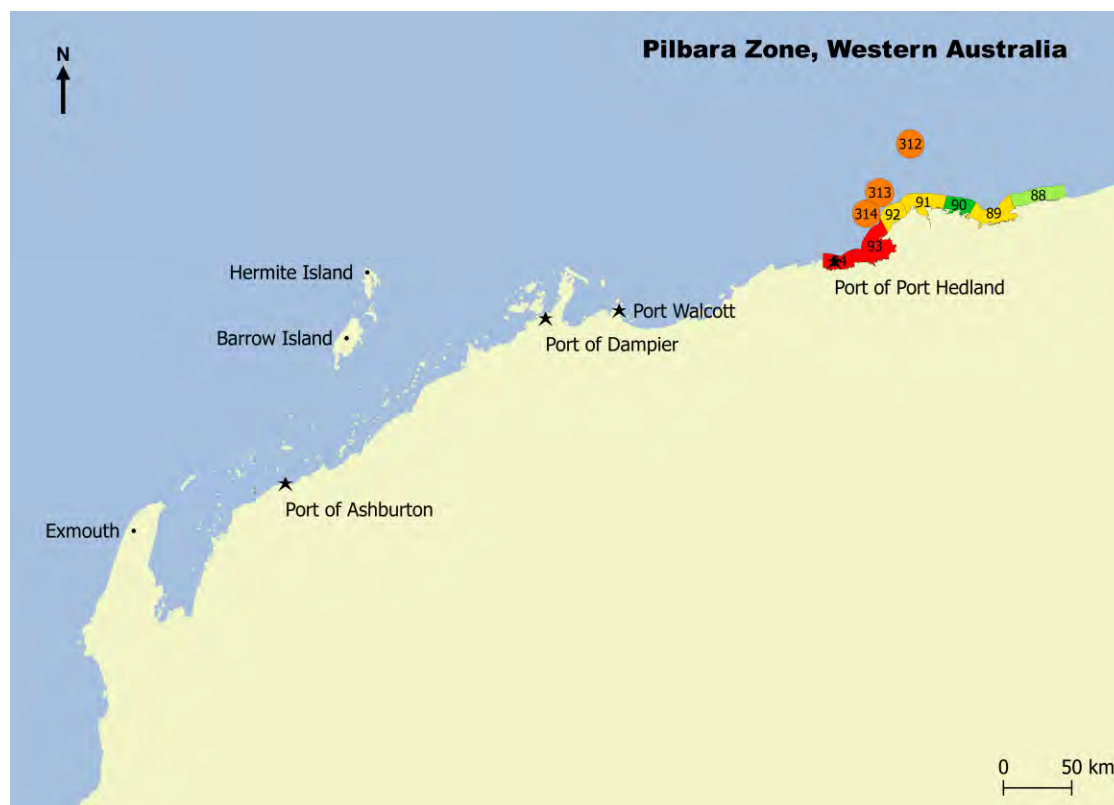 Pilbara Zone, Western Australia
N
312
313
314
88
91
90
89
92
93
Hermite Island
Port of Port Hedland
Port Walcott
Barrow Island
Port of Dampier
Port of Ashburton
Exmouth
0 50 km